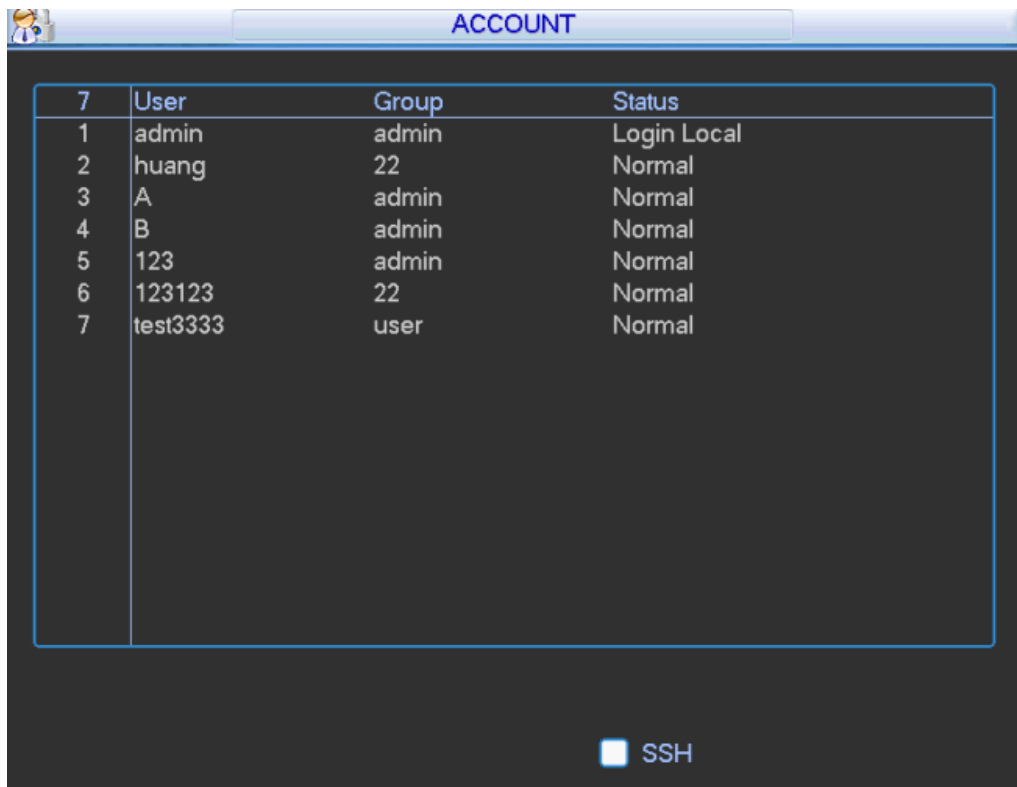 ACCOUNT
7 User Group Status
1 admin admin Login Local
2 huang 22 Normal
3 A admin Normal
4 B admin Normal
5 123 admin Normal
6 123123 22 Normal
7 test3333 user Normal
SSH